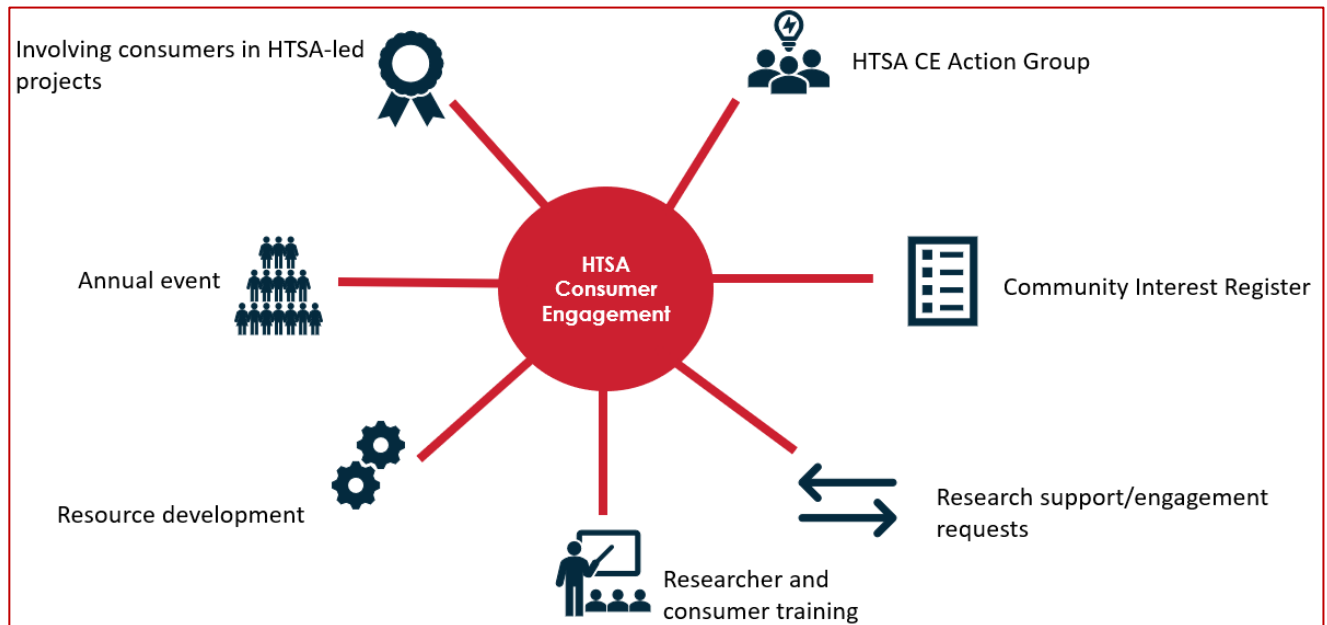 Involving consumers in HTSA-led
projects
HTSA CE Action Group
Annual event
HTSA
Consumer
Engagement
Community Interest Register
Resource development
Research support/engagement
requests
Researcher and
consumer training